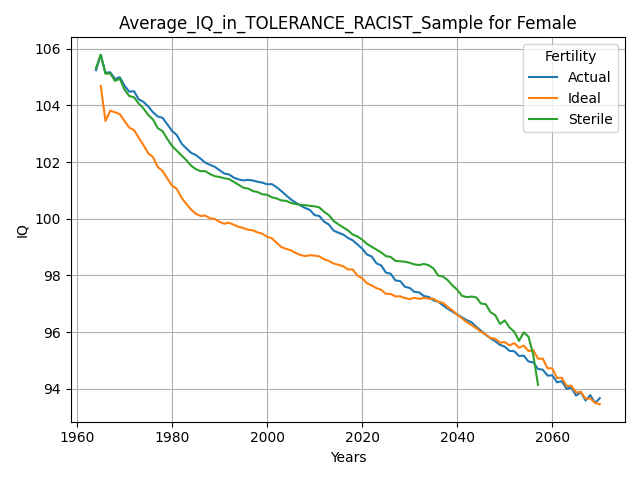 Average_IQ_in_TOLERANCE_RACIST_Sample for Female
Fertility
Actual
Ideal
Sterile
106
104
102
100
98
96
94
IQ
1960
1980
2000
2020
2040
2060
Years